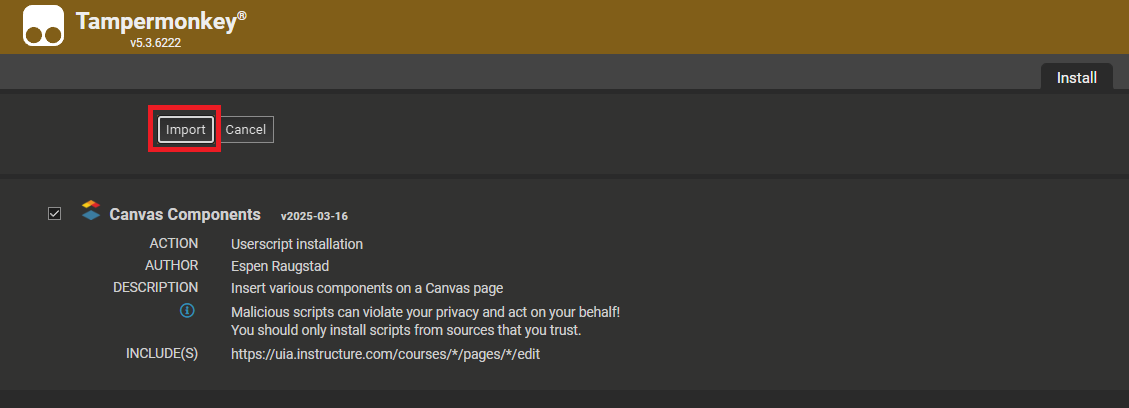 Tampermonkey®
v5.3.6222
Install
Import Cancel
Canvas Components v2025-03-16
ACTION Userscript installation
AUTHOR Espen Raugstad
DESCRIPTION Insert various components on a Canvas page
Malicious scripts can violate your privacy and act on your behalf!
You should only install scripts from sources that you trust.
INCLUDE(S) https://uia.instructure.com/courses/*/pages/*/edit